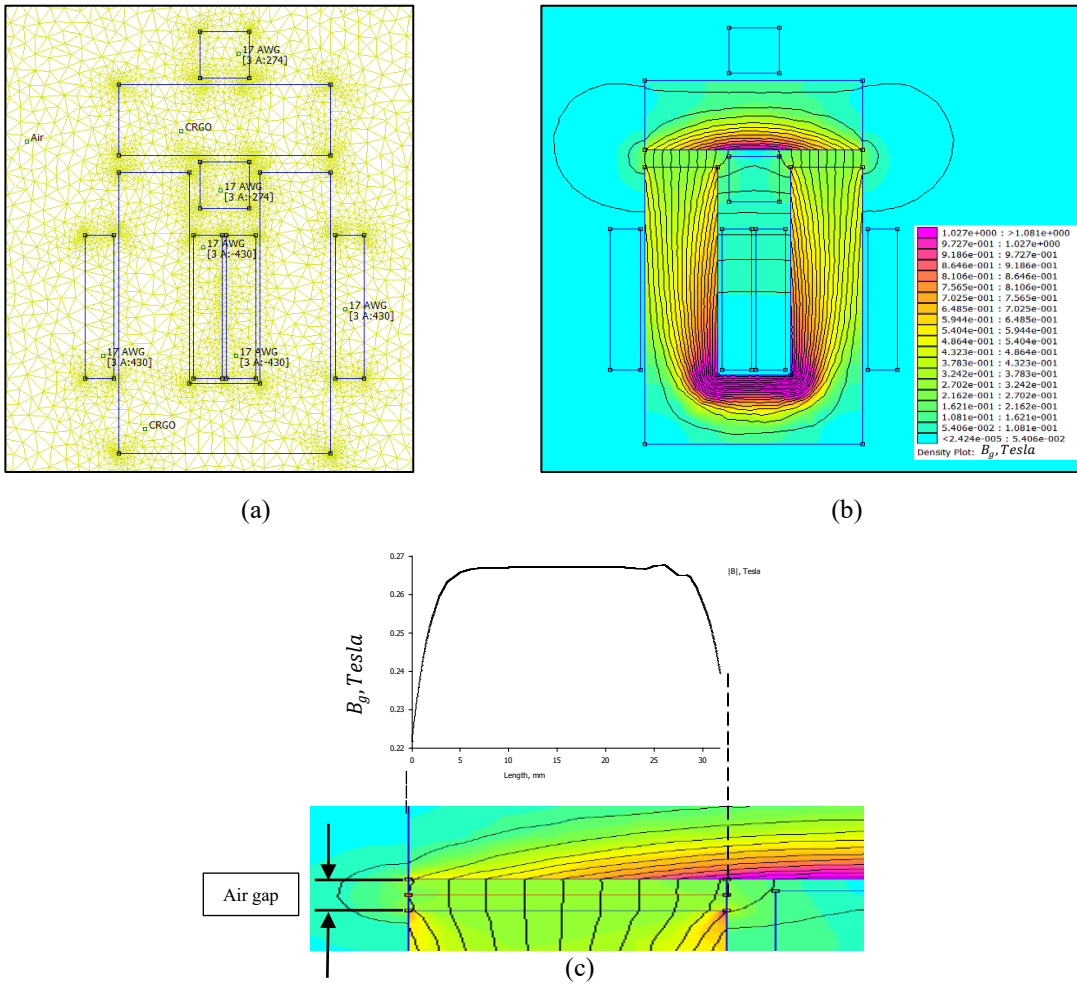 17 AWG
[3 A:274]
Air
CRGO
17 AWG
[3 A:-274]
17 AWG
[3 A:-430]
17 AWG
[3 A:430]
17 AWG
[3 A:430]
17 AWG
[3 A:-430]
CRGO
(a)
1.027e+000 : >1.081e+000
9.727e-001 : 1.027e+000
9.186e-001 : 9.727e-001
8.646e-001 : 9.186e-001
8.106e-001 : 8.646e-001
7.565e-001 : 8.106e-001
7.025e-001 : 7.565e-001
6.485e-001 : 7.025e-001
5.944e-001 : 6.485e-001
5.404e-001 : 5.944e-001
4.864e-001 : 5.404e-001
4.323e-001 : 4.864e-001
3.783e-001 : 4.323e-001
3.242e-001 : 3.783e-001
2.702e-001 : 3.242e-001
2.162e-001 : 2.702e-001
1.621e-001 : 2.162e-001
1.081e-001 : 1.621e-001
5.406e-002 : 1.081e-001
<2.424e-005 : 5.406e-002
Density Plot: B_g, Tesla
(b)
B_g, Tesla
0.27
0.26
0.25
0.24
0.23
0.22
0 5 10 15 20 25 30
Length, mm
|B|, Tesla
Air gap
(c)